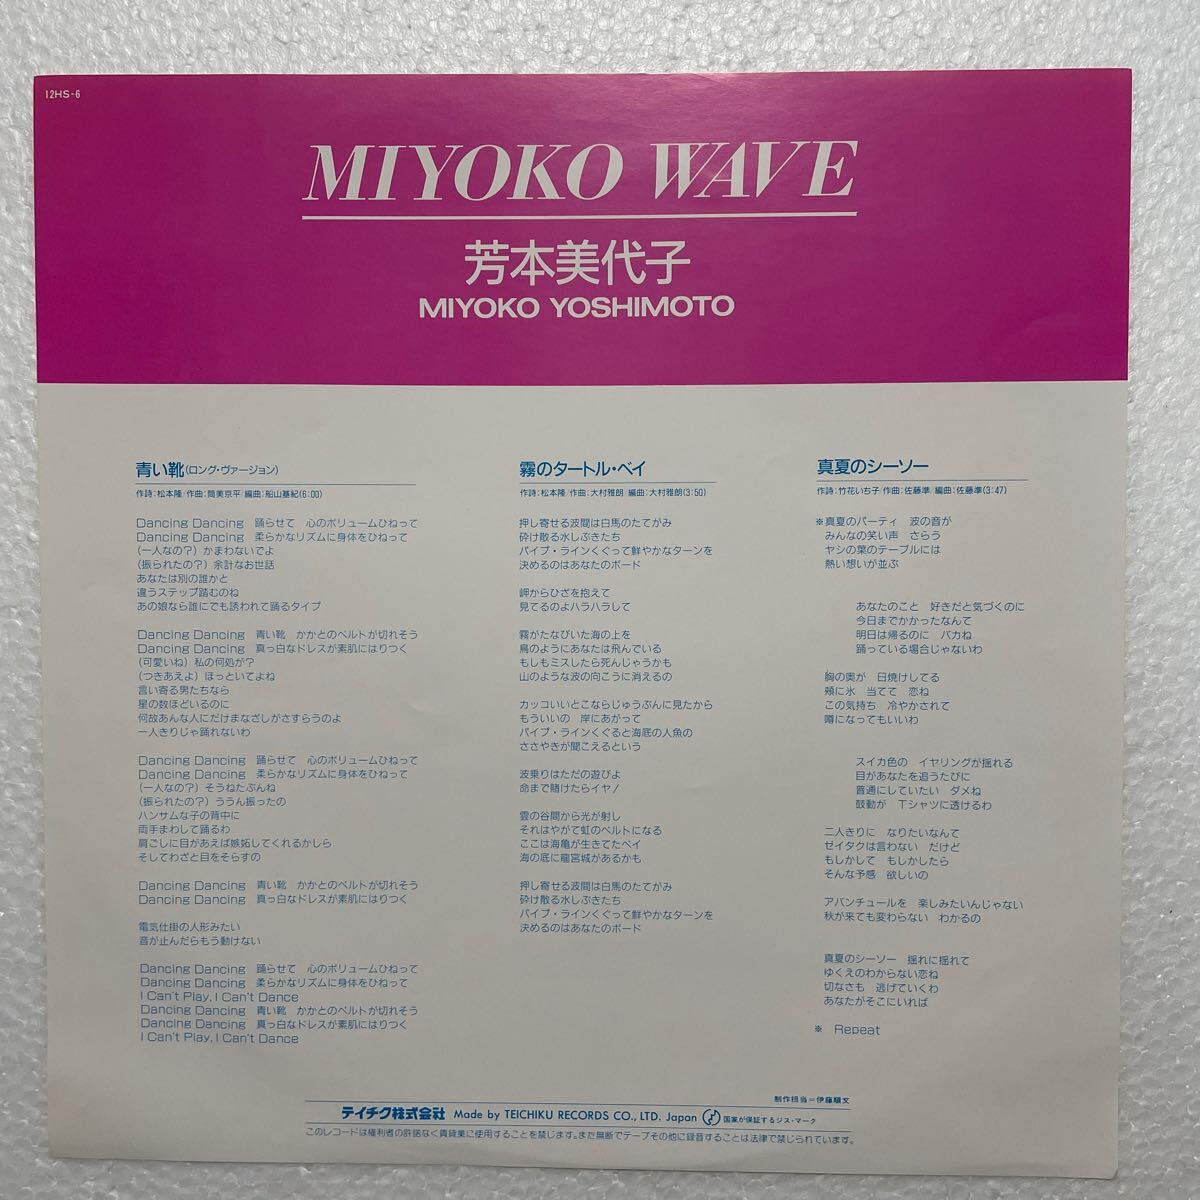 12HS-6
MIYOKO WAVE
芳本美代子
MIYOKO YOSHIMOTO
青い靴(ロング・ヴァージョン)
作詩:松本隆/作曲:筒美京平/編曲:船山基紀(6:00)
Dancing Dancing 踊らせて 心のボリュームひねって
Dancing Dancing 柔らかなリズムに身体をひねって
(一人なの?)かまわないでよ
(振られたの?)余計なお世話
あなたは別の誰かと
違うステップ踏むのね
あの娘なら誰にでも誘われて踊るタイプ
Dancing Dancing 青い靴 かかとのベルトが切れそう
Dancing Dancing 真っ白なドレスが素肌にはりつく
(可愛いね)私の何処が?
(つきあえよ)ほっといてよね
言い寄る男たちなら
星の数ほどいるのに
何故あんな人にだけまなざしがさすらうのよ
一人きりじゃ踊れないわ
Dancing Dancing 踊らせて 心のボリュームひねって
Dancing Dancing 柔らかなリズムに身体をひねって
(一人なの?)そうねたぶんね
(振られたの?)ううん振ったの
ハンサムな子の背中に
両手まわして踊るわ
肩ごしに目があえば嫉妬してくれるかしら
そしてわざと目をそらすの
Dancing Dancing 青い靴 かかとのベルトが切れそう
Dancing Dancing 真っ白なドレスが素肌にはりつく
電気仕掛の人形みたい
音が止んだらもう動けない
Dancing Dancing 踊らせて 心のボリュームひねって
Dancing Dancing 柔らかなリズムに身体をひねって
I Can't Play, I Can't Dance
Dancing Dancing 青い靴 かかとのベルトが切れそう
Dancing Dancing 真っ白なドレスが素肌にはりつく
I Can't Play, I Can't Dance
霧のタートル・ベイ
作詩:松本隆/作曲:大村雅朗/編曲:大村雅朗(3:50)
押し寄せる波間は白馬のたてがみ
砕け散る水しぶきたち
パイプ・ラインくぐって鮮やかなターンを
決めるのはあなたのボード
岬からひざを抱えて
見てるのよハラハラして
霧がたなびいた海の上を
鳥のようにあなたは飛んでいる
もしもミスしたら死んじゃうかも
山のような波の向こうに消えるの
カッコいいとこならじゅうぶんに見たから
もういいの 岸にあがって
パイプ・ラインくぐると海底の人魚の
ささやきが聞こえるという
波乗りはただの遊びよ
命まで賭けたらイヤ!
雲の谷間から光が射し
それはやがて虹のベルトになる
ここは海亀が生きてたベイ
海の底に龍宮城があるかも
押し寄せる波間は白馬のたてがみ
砕け散る水しぶきたち
パイプ・ラインくぐって鮮やかなターンを
決めるのはあなたのボード
真夏のシーソー
作詩:竹花いち子/作曲:佐藤準/編曲:佐藤準(3:47)
※真夏のパーティ 波の音が
みんなの笑い声 さらう
ヤシの葉のテーブルには
熱い想いが並ぶ
あなたのこと 好きだと気づくのに
今日までかかったなんて
明日は帰るのに バカね
踊っている場合じゃないわ
胸の奥が 日焼けしてる
頬に氷 当てて 恋ね
この気持ち 冷やかされて
噂になってもいいわ
スイカ色の イヤリングが揺れる
目があなたを追うたびに
普通にしていたい ダメね
鼓動が Tシャツに透けるわ
二人きりに なりたいなんて
ゼイタクは言わない だけど
もしかして もしかしたら
そんな予感 欲しいの
アバンチュールを 楽しみたいんじゃない
秋が来ても変わらない わかるの
真夏のシーソー 揺れに揺れて
ゆくえのわからない恋ね
切なさも 逃げていくわ
あなたがそこにいれば
※ Repeat
制作担当=伊藤順文
テイチク株式会社 Made by TEICHIKU RECORDS CO., LTD. Japan 国家が保証するジス・マーク
このレコードは権利者の許諾なく賃貸業に使用することを禁じます。また無断でテープその他に録音することは法律で禁じられています。